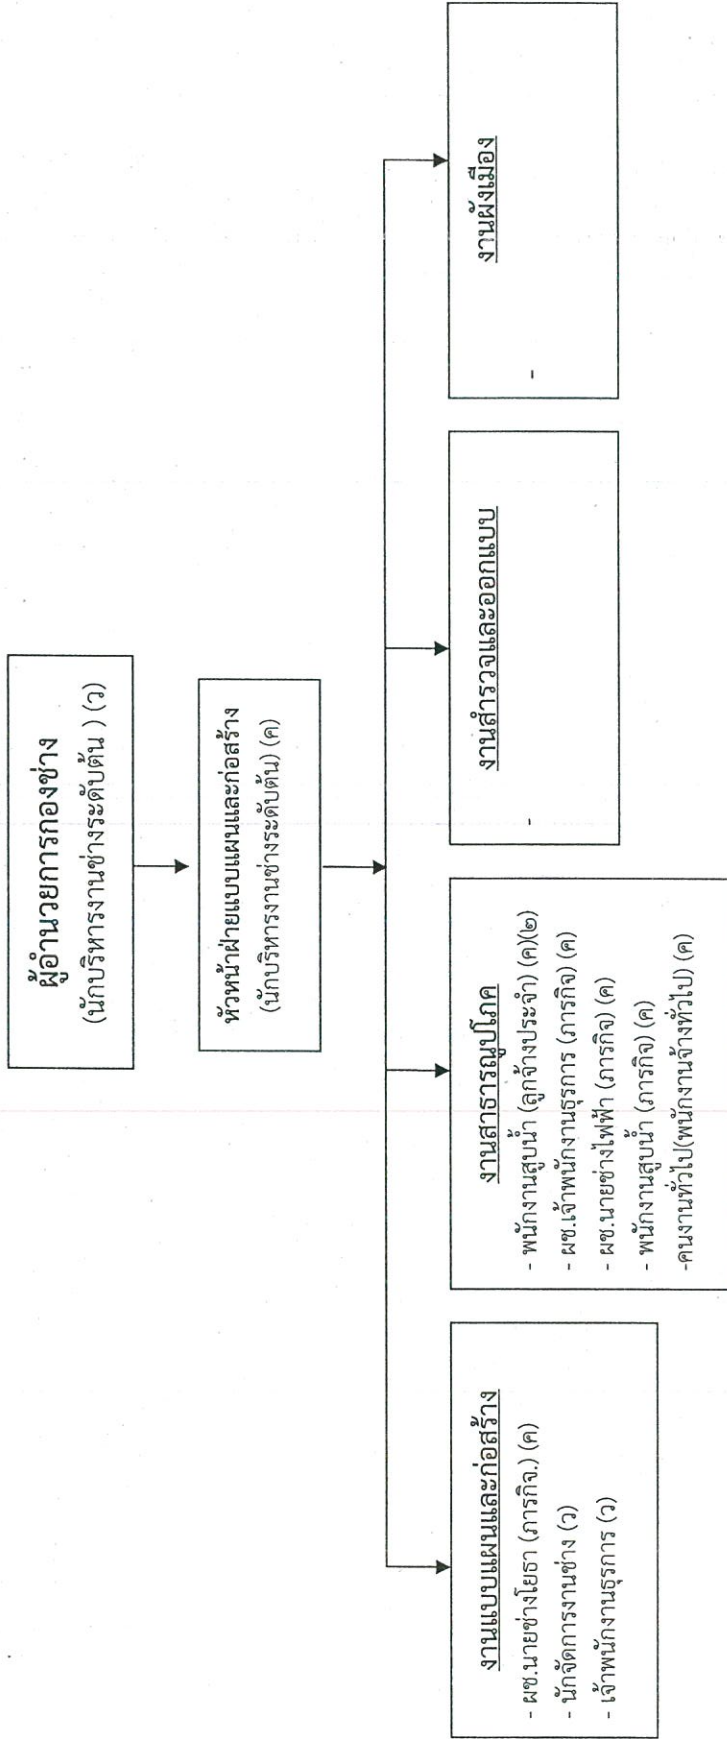 ผู้อำนวยการกองช่าง
(นักบริหารงานช่างระดับต้น ) (ว)
หัวหน้าฝ่ายแบบแผนและก่อสร้าง
(นักบริหารงานช่างระดับต้น) (ค)
งานแบบแผนและก่อสร้าง
- ผช.นายช่างโยธา (ภารกิจ.) (ค)
- นักจัดการงานช่าง (ว)
- เจ้าพนักงานธุรการ (ว)
งานสาธารณูปโภค
- พนักงานสูบน้ำ (ลูกจ้างประจำ) (ค)(๒)
- ผช.เจ้าพนักงานธุรการ (ภารกิจ) (ค)
- ผช.นายช่างไฟฟ้า (ภารกิจ) (ค)
- พนักงานสูบน้ำ (ภารกิจ) (ค)
-คนงานทั่วไป(พนักงานจ้างทั่วไป) (ค)
งานสำรวจและออกแบบ
-
งานผังเมือง
-